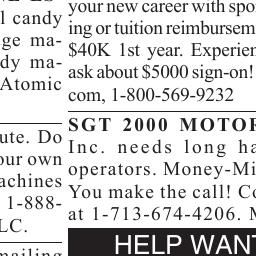 l candy
ge ma-
dy ma-
Atomic
ute. Do
our own
achines
1-888-
LC.
mailing
your new career with spo
ing or tuition reimbursem
$40K 1st year. Experien
ask about $5000 sign-on!
com, 1-800-569-9232
SGT 2000 MOTOR
Inc. needs long ha
operators. Money-Mi
You make the call! Co
at 1-713-674-4206. M
HELP WANT